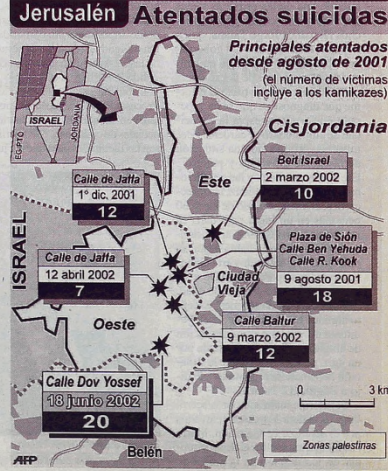 Jerusalén Atentados suicidas
Principales atentados
desde agosto de 2001
(el número de víctimas
incluye a los kamikazes)
Cisjordania
EGIPTO
ISRAEL
JORDANIA
Calle de Jaffa
1° dic. 2001
12
Este
Beit Israel
2 marzo 2002
10
ISRAEL
Calle de Jaffa
12 abril 2002
7
Ciudad
Vieja
Plaza de Sión
Calle Ben Yehuda
Calle R. Kook
9 agosto 2001
18
Oeste
Calle Balfur
9 marzo 2002
12
Calle Dov Yossef
18 junio 2002
20
0 3 km
Belén
Zonas palestinas
AFP